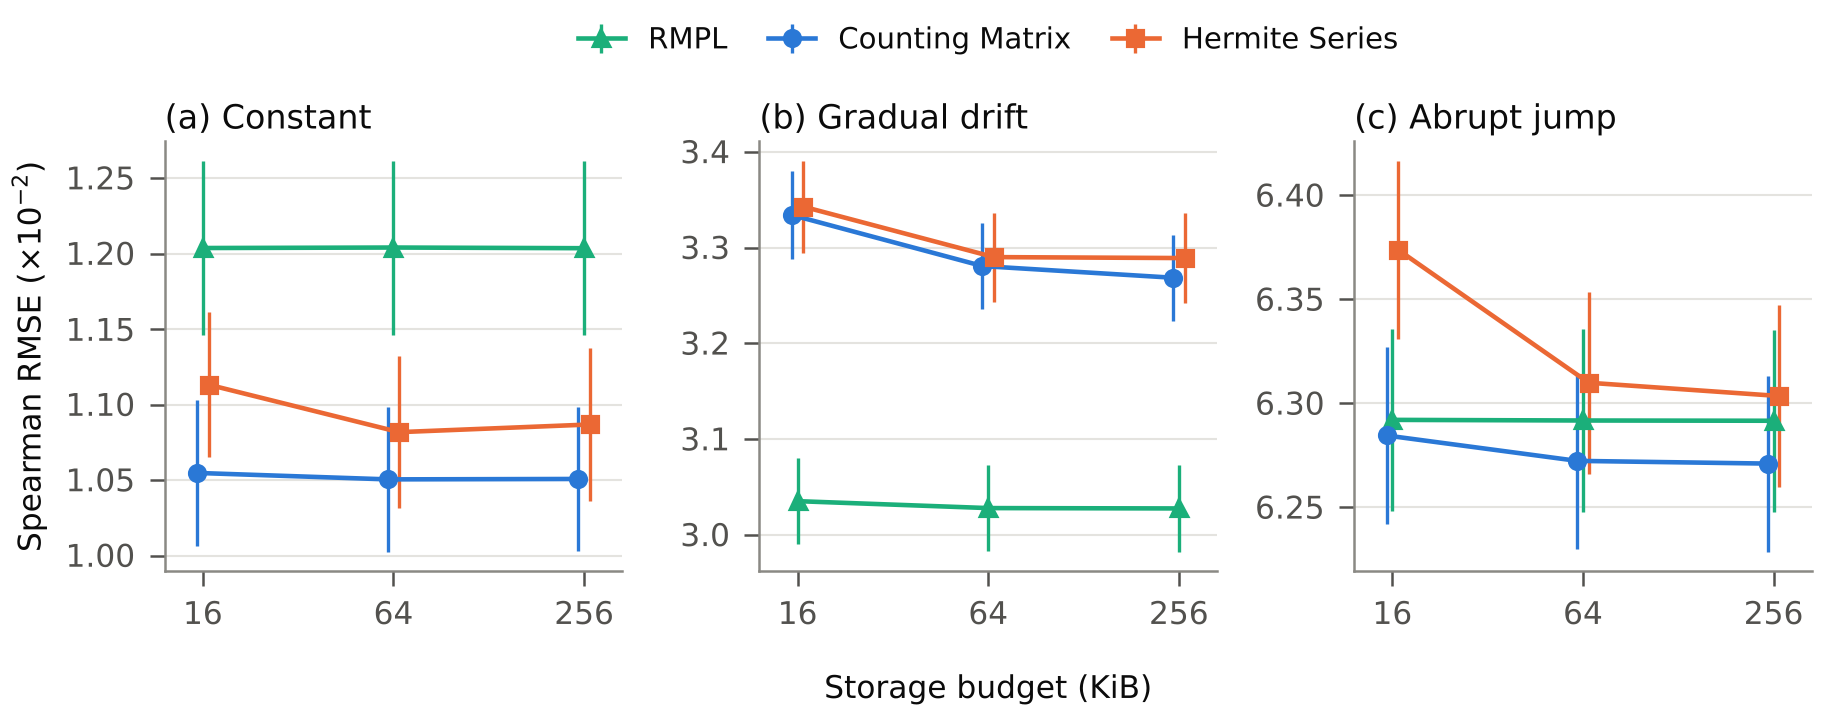 RMPL Counting Matrix Hermite Series
(a) Constant
(b) Gradual drift
(c) Abrupt jump
Spearman RMSE (×10⁻²)
1.25
1.20
1.15
1.10
1.05
1.00
16 64 256
3.4
3.3
3.2
3.1
3.0
16 64 256
6.40
6.35
6.30
6.25
16 64 256
Storage budget (KiB)